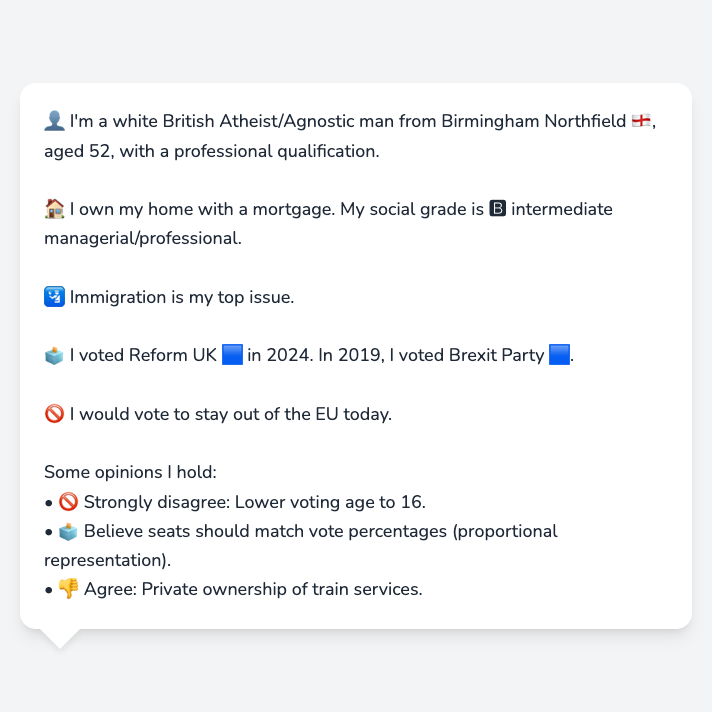 👤 I'm a white British Atheist/Agnostic man from Birmingham Northfield 🏴󠁧󠁢󠁥󠁮󠁧󠁿,
aged 52, with a professional qualification.
🏠 I own my home with a mortgage. My social grade is 🅱 intermediate
managerial/professional.
🛂 Immigration is my top issue.
🗳️ I voted Reform UK 🟦 in 2024. In 2019, I voted Brexit Party 🟦.
🚫 I would vote to stay out of the EU today.
Some opinions I hold:
• 🚫 Strongly disagree: Lower voting age to 16.
• 🗳️ Believe seats should match vote percentages (proportional
representation).
• 👎 Agree: Private ownership of train services.